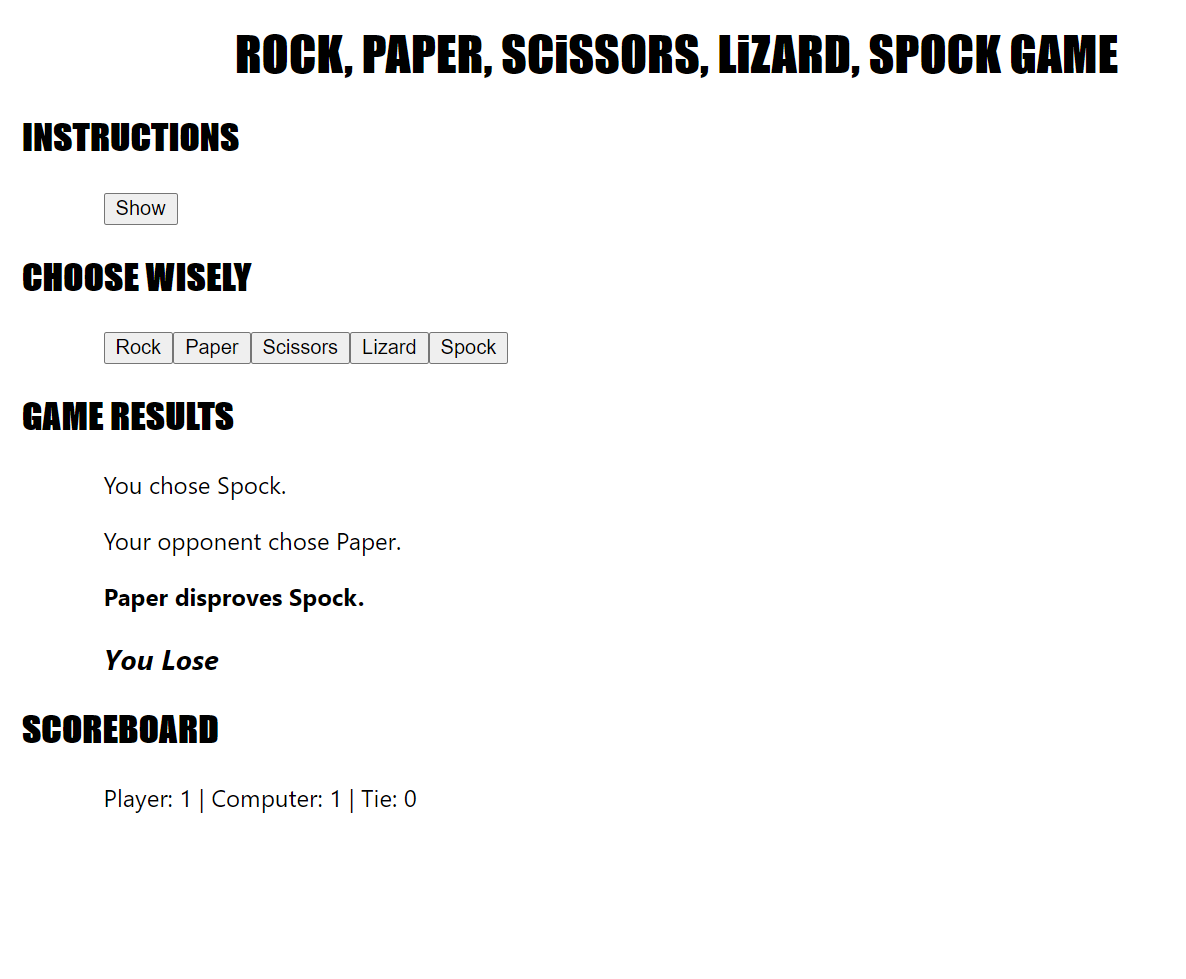 ROCK, PAPER, SCiSSORS, LiZARD, SPOCK GAME
INSTRUCTIONS
Show
CHOOSE WISELY
Rock Paper Scissors Lizard Spock
GAME RESULTS
You chose Spock.
Your opponent chose Paper.
Paper disproves Spock.
You Lose
SCOREBOARD
Player: 1 | Computer: 1 | Tie: 0